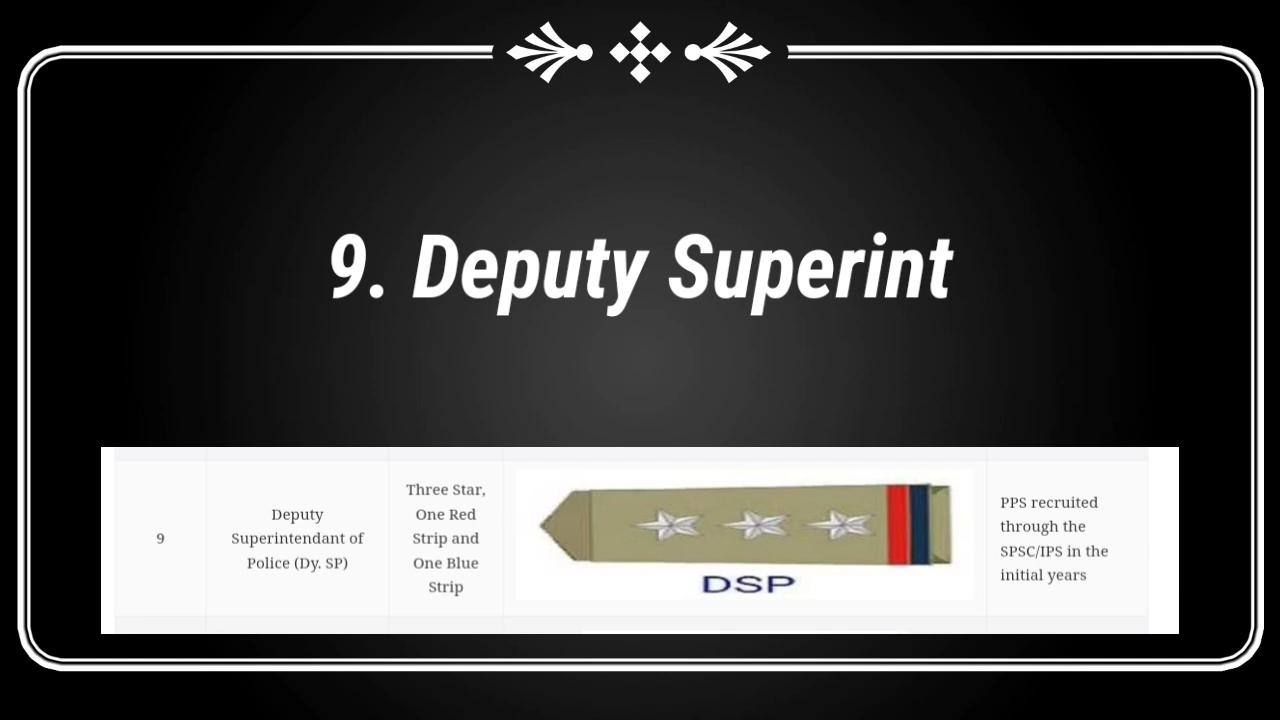 9. Deputy Superint
9
Deputy
Superintendant of
Police (Dy. SP)
Three Star,
One Red
Strip and
One Blue
Strip
DSP
PPS recruited
through the
SPSC/IPS in the
initial years